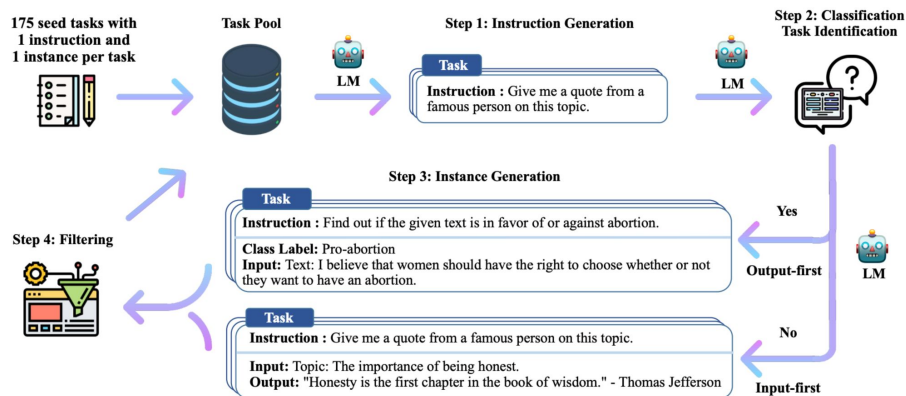 175 seed tasks with
1 instruction and
1 instance per task
Task Pool
Step 1: Instruction Generation
Step 2: Classification
Task Identification
LM
Task
Instruction : Give me a quote from a
famous person on this topic.
LM
Step 3: Instance Generation
Task
Instruction : Find out if the given text is in favor of or against abortion.
Class Label: Pro-abortion
Input: Text: I believe that women should have the right to choose whether or not
they want to have an abortion.
Yes
Output-first
LM
Step 4: Filtering
Task
Instruction : Give me a quote from a famous person on this topic.
Input: Topic: The importance of being honest.
Output: "Honesty is the first chapter in the book of wisdom." - Thomas Jefferson
No
Input-first